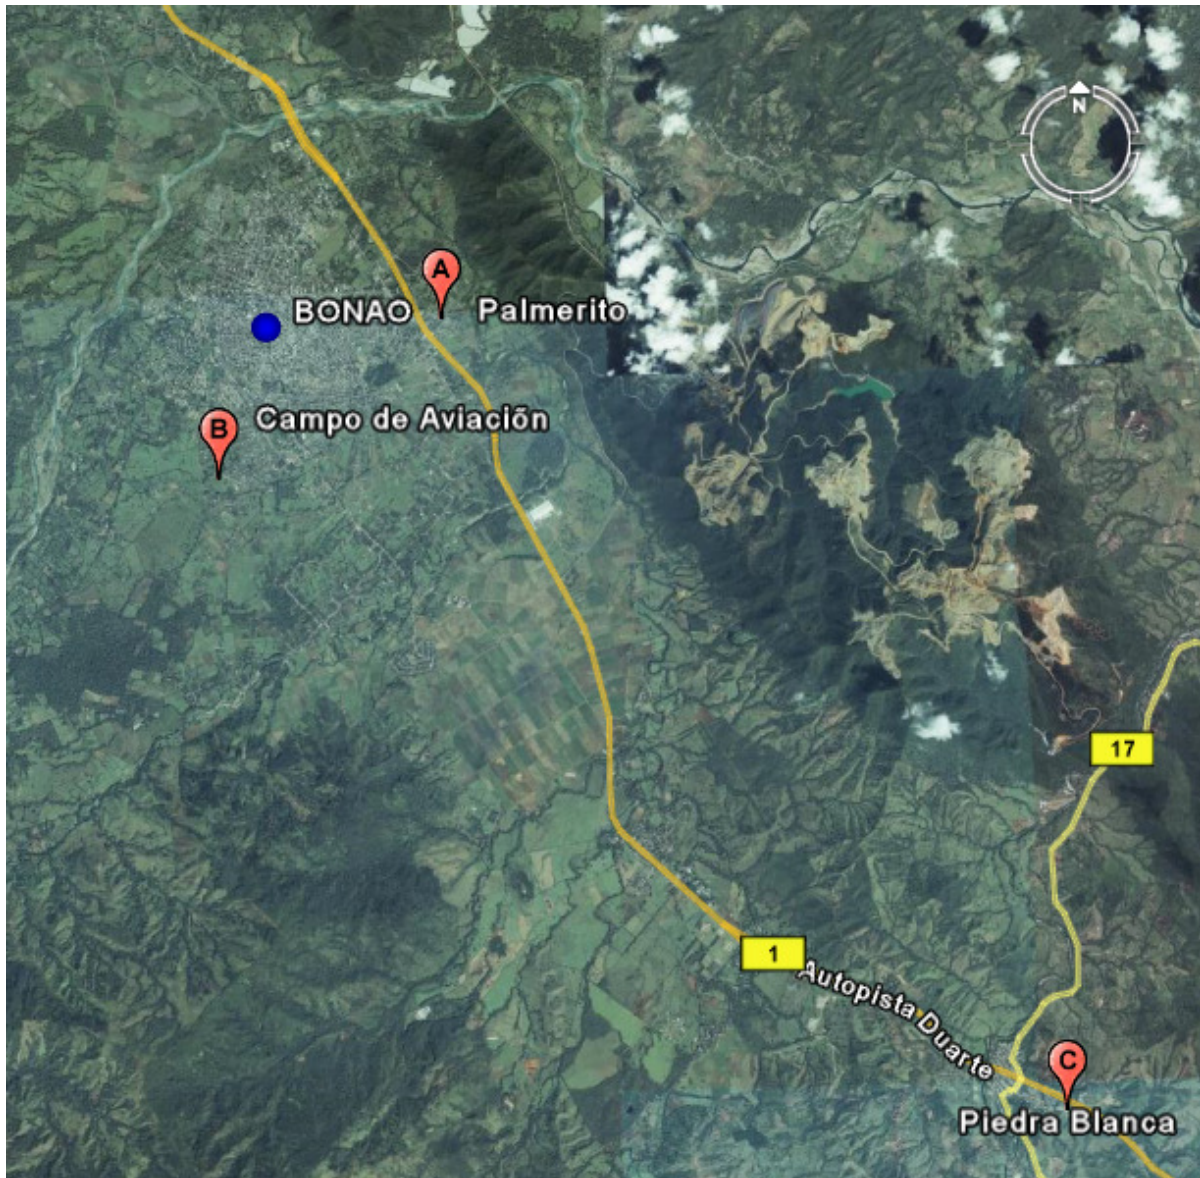 N
A
BONAO
Palmerito
B
Campo de Aviación
17
1
Autopista Duarte
C
Piedra Blanca